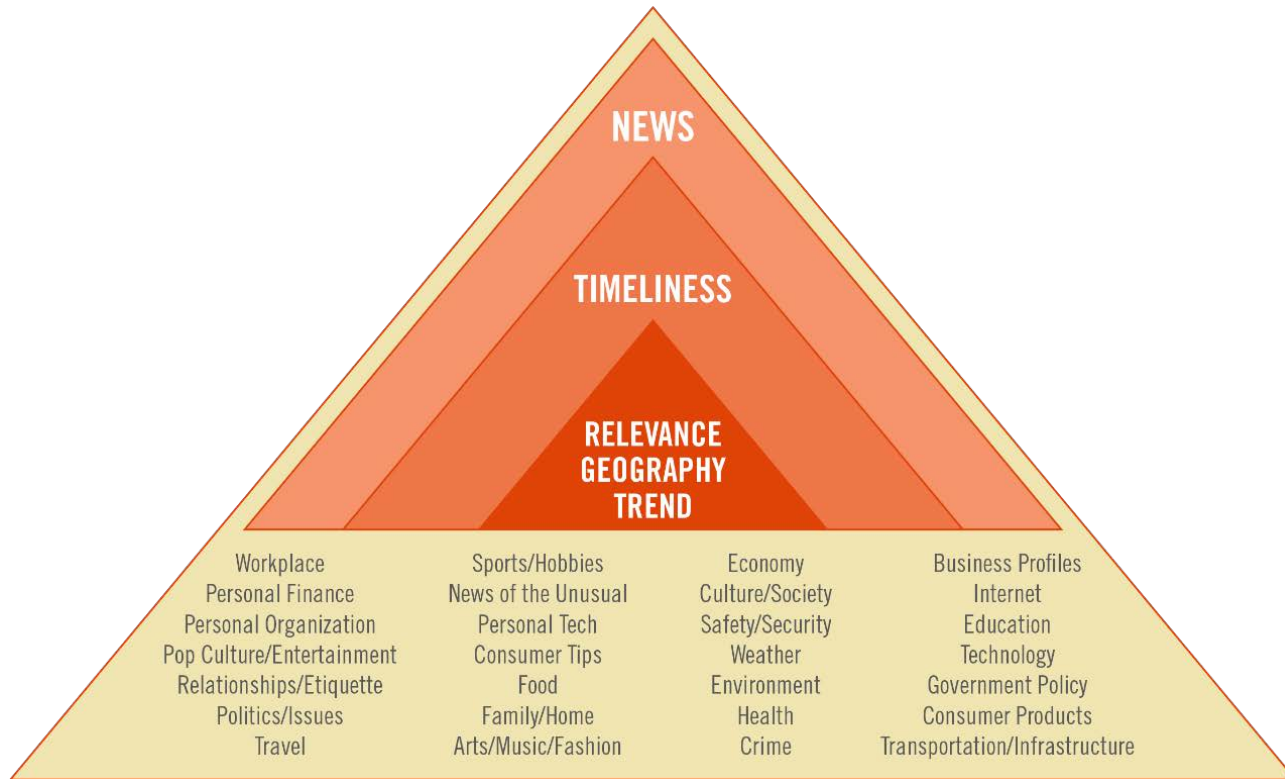 NEWS
TIMELINESS
RELEVANCE
GEOGRAPHY
TREND
Workplace
Personal Finance
Personal Organization
Pop Culture/Entertainment
Relationships/Etiquette
Politics/Issues
Travel
Sports/Hobbies
News of the Unusual
Personal Tech
Consumer Tips
Food
Family/Home
Arts/Music/Fashion
Economy
Culture/Society
Safety/Security
Weather
Environment
Health
Crime
Business Profiles
Internet
Education
Technology
Government Policy
Consumer Products
Transportation/Infrastructure